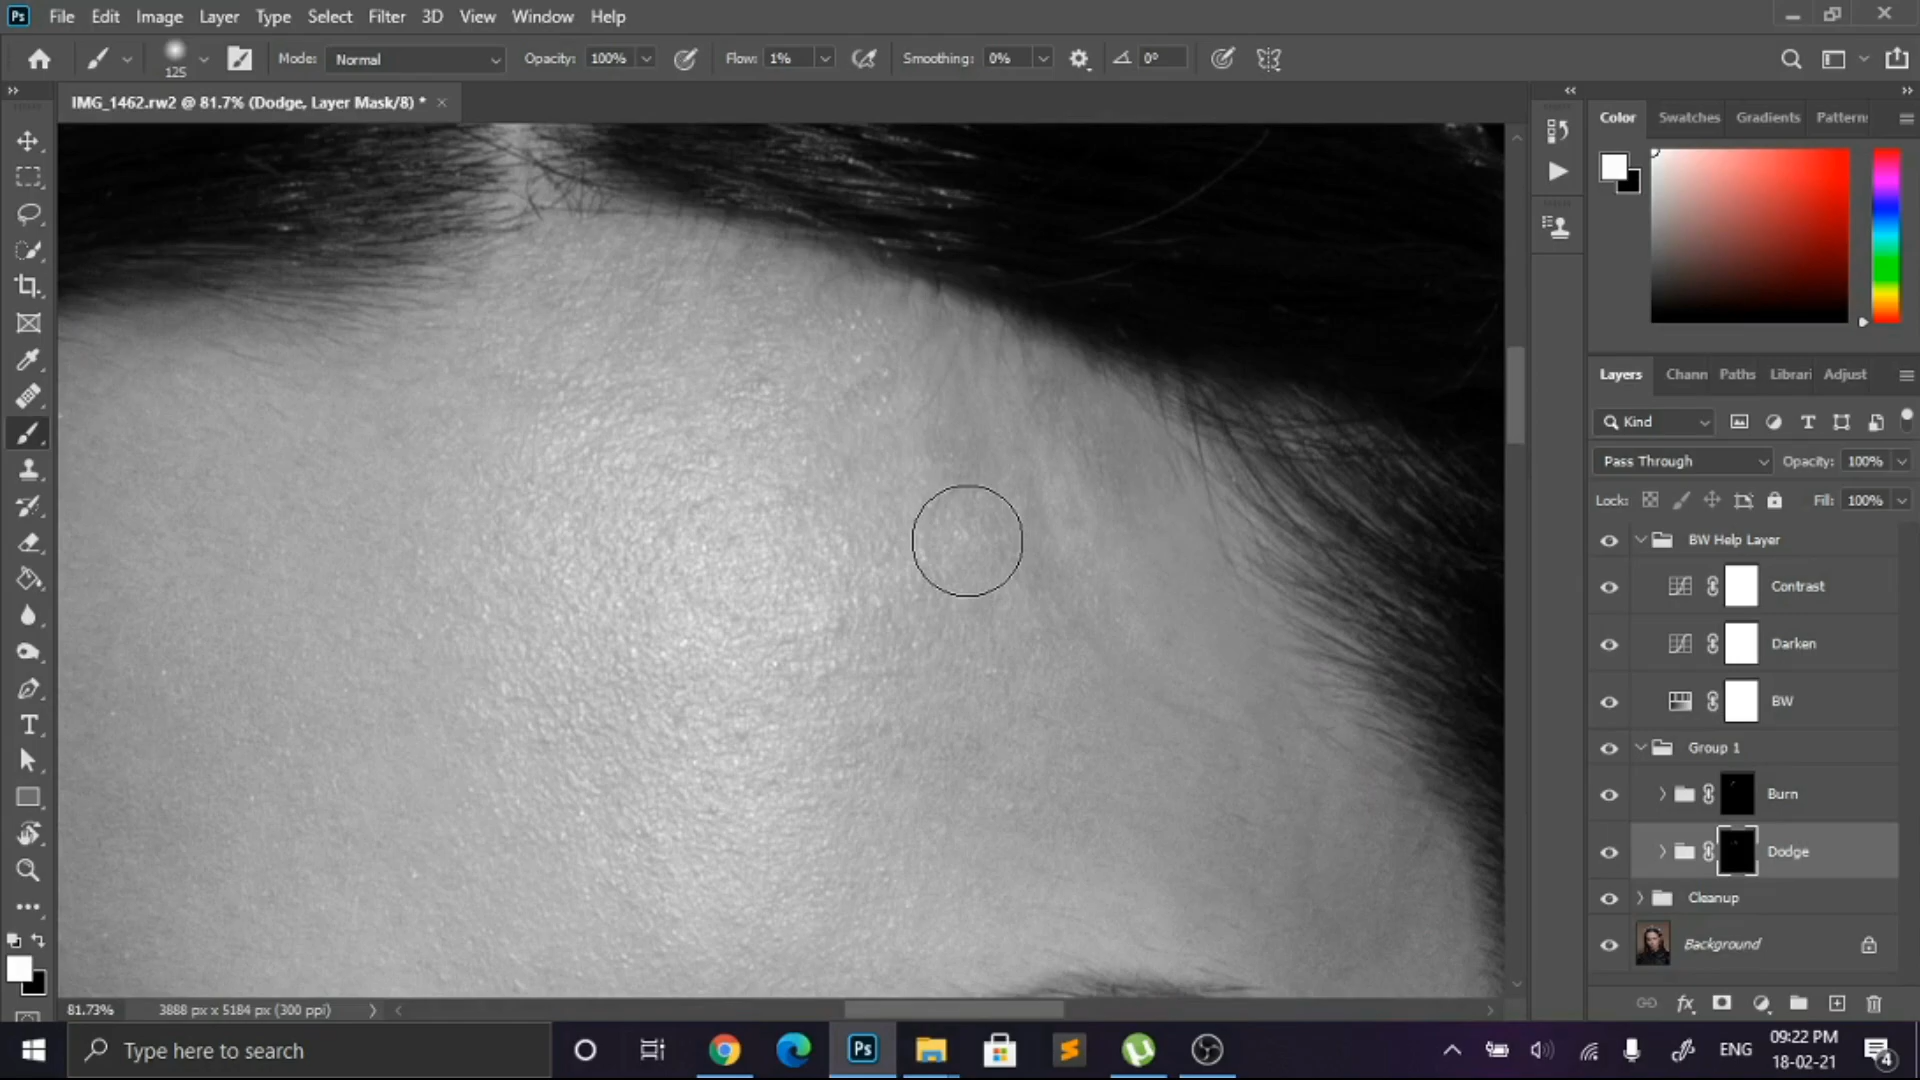 Ps File Edit Image Layer Type Select Filter 3D View Window Help
125 Mode: Normal Opacity: 100% Flow: 1% Smoothing: 0% 0°
IMG_1462.rw2 @ 81.7% (Dodge, Layer Mask/8) *
Color Swatches Gradients Pattern
Layers Chann Paths Librari Adjust
Kind
Pass Through Opacity: 100%
Lock: Fill: 100%
BW Help Layer
Contrast
Darken
BW
Group 1
Burn
Dodge
Cleanup
Background
81.73% 3888 px x 5184 px (300 ppi)
Type here to search
Ps
ENG
09:22 PM
18-02-21
4